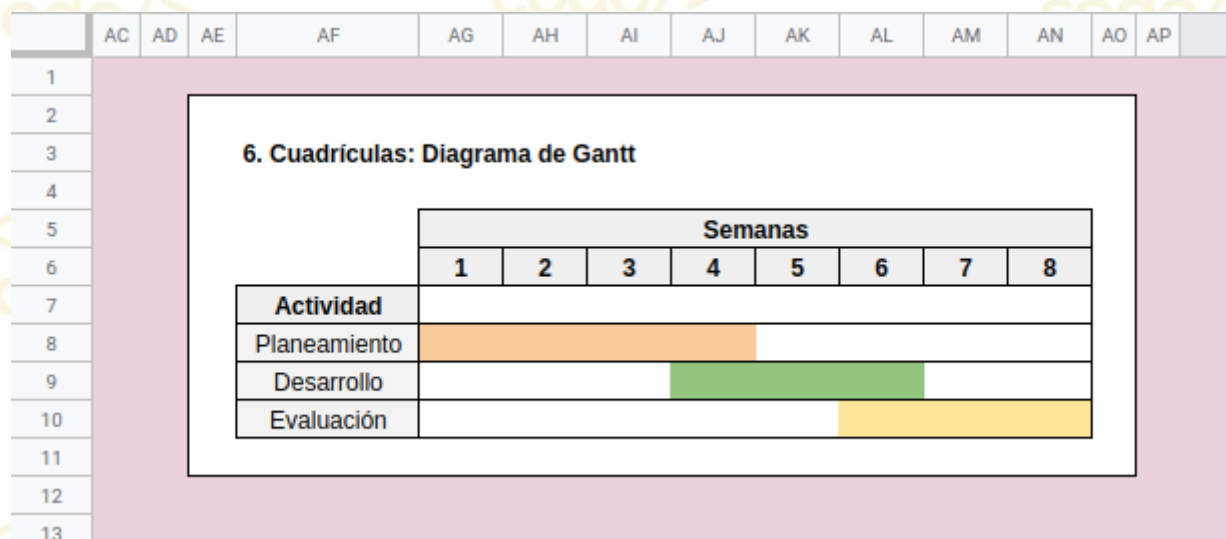 AC AD AE AF AG AH AI AJ AK AL AM AN AO AP
1
2
3 6. Cuadrículas: Diagrama de Gantt
4
5 Semanas
6 1 2 3 4 5 6 7 8
7 Actividad
8 Planeamiento
9 Desarrollo
10 Evaluación
11
12
13